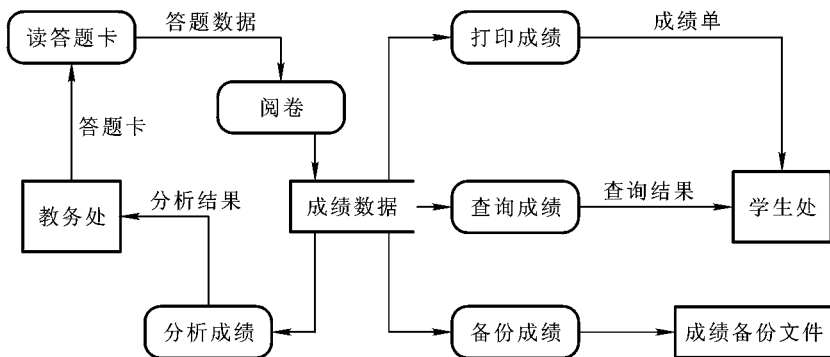 读答题卡
答题数据
打印成绩
成绩单
阅卷
答题卡
教务处
分析结果
成绩数据
查询成绩
查询结果
学生处
分析成绩
备份成绩
成绩备份文件